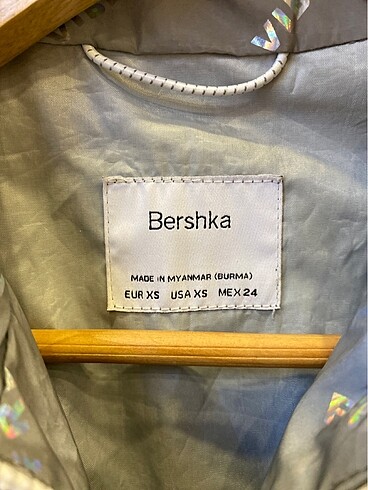 Bershka
MADE IN MYANMAR (BURMA)
EUR XS USA XS MEX 24